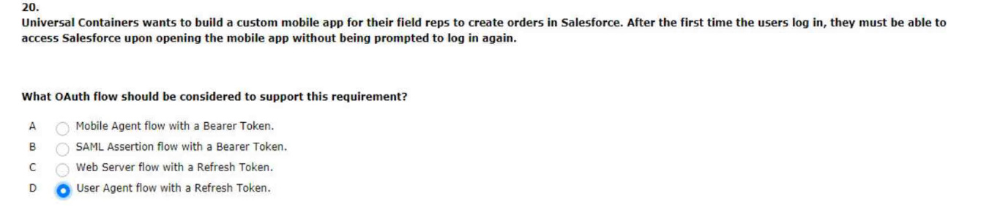 20.
Universal Containers wants to build a custom mobile app for their field reps to create orders in Salesforce. After the first time the users log in, they must be able to
access Salesforce upon opening the mobile app without being prompted to log in again.
What OAuth flow should be considered to support this requirement?
A Mobile Agent flow with a Bearer Token.
B SAML Assertion flow with a Bearer Token.
C Web Server flow with a Refresh Token.
D User Agent flow with a Refresh Token.